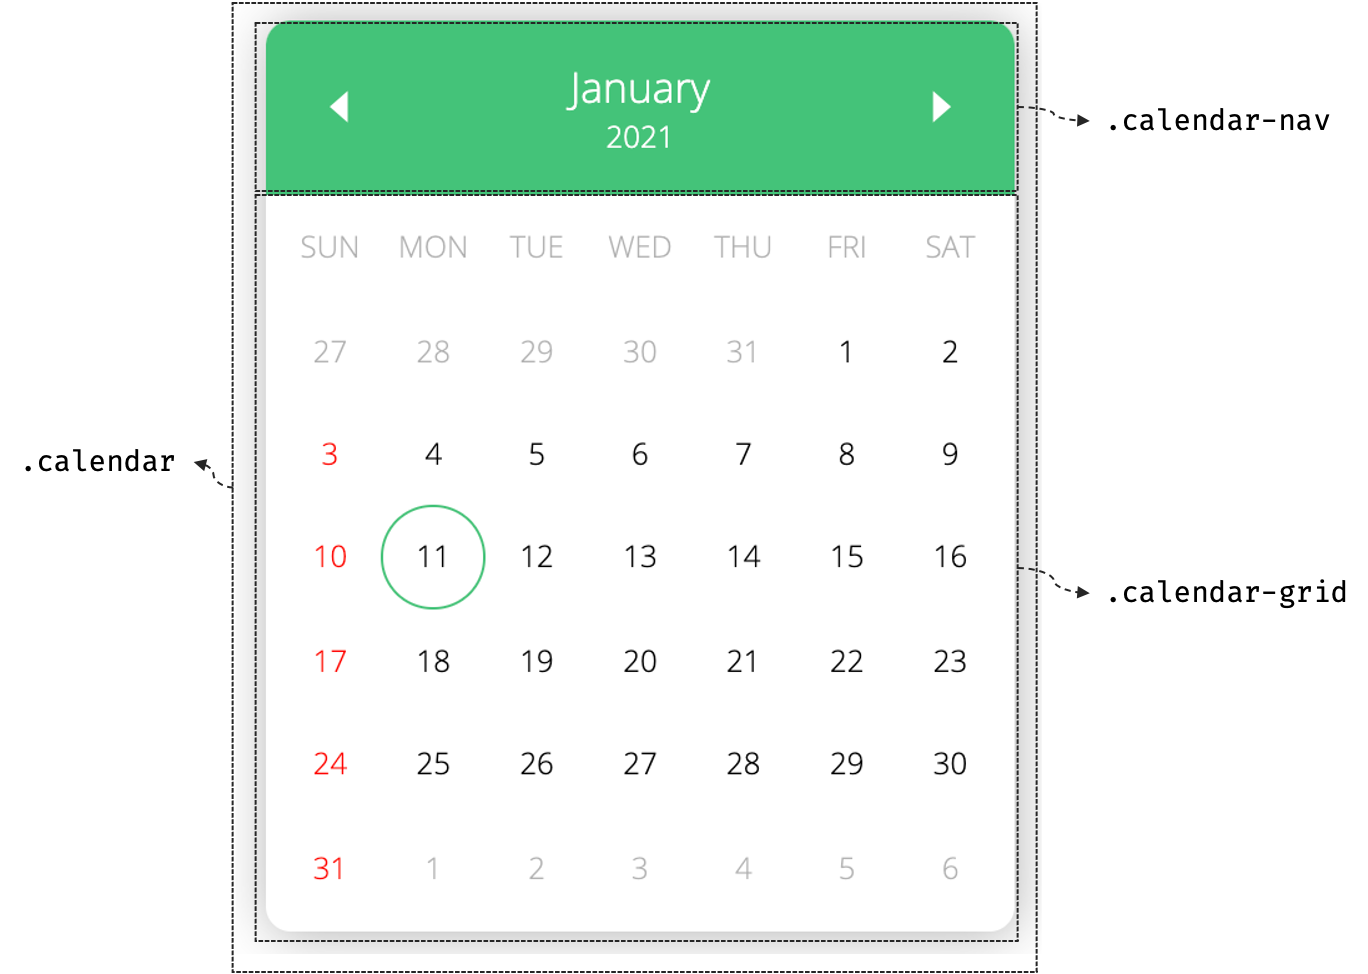 January
2021
.calendar-nav
SUN MON TUE WED THU FRI SAT
27 28 29 30 31 1 2
3 4 5 6 7 8 9
.calendar
10 11 12 13 14 15 16
.calendar-grid
17 18 19 20 21 22 23
24 25 26 27 28 29 30
31 1 2 3 4 5 6